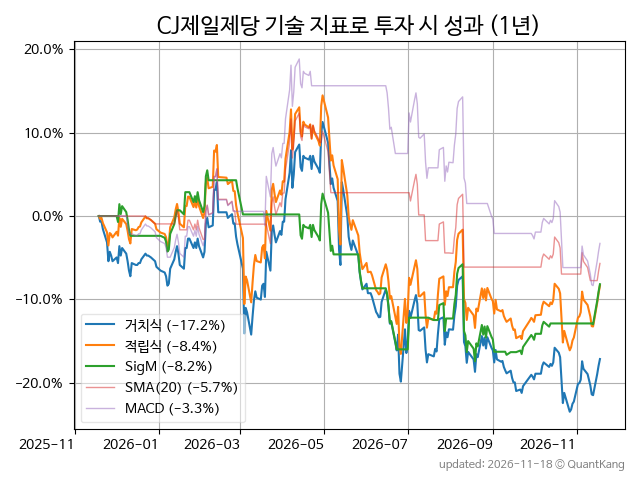 CJ제일제당 기술 지표로 투자 시 성과 (1년)
20.0%
10.0%
0.0%
−10.0%
−20.0%
거치식 (−17.2%)
적립식 (−8.4%)
SigM (−8.2%)
SMA(20) (−5.7%)
MACD (−3.3%)
2025-11 2026-01 2026-03 2026-05 2026-07 2026-09 2026-11
updated: 2026-11-18 © QuantKang